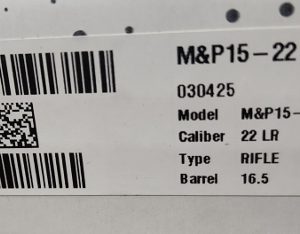 M&P15-22
030425
Model M&P15-
Caliber 22 LR
Type RIFLE
Barrel 16.5